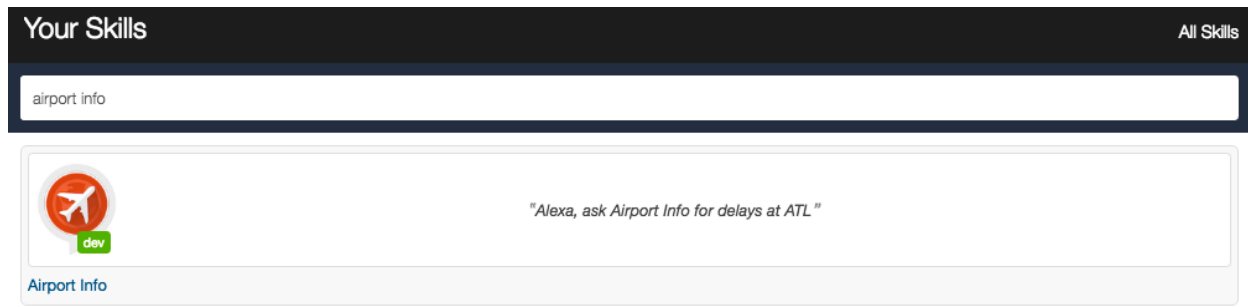 Your Skills
All Skills
airport info
"Alexa, ask Airport Info for delays at ATL"
dev
Airport Info